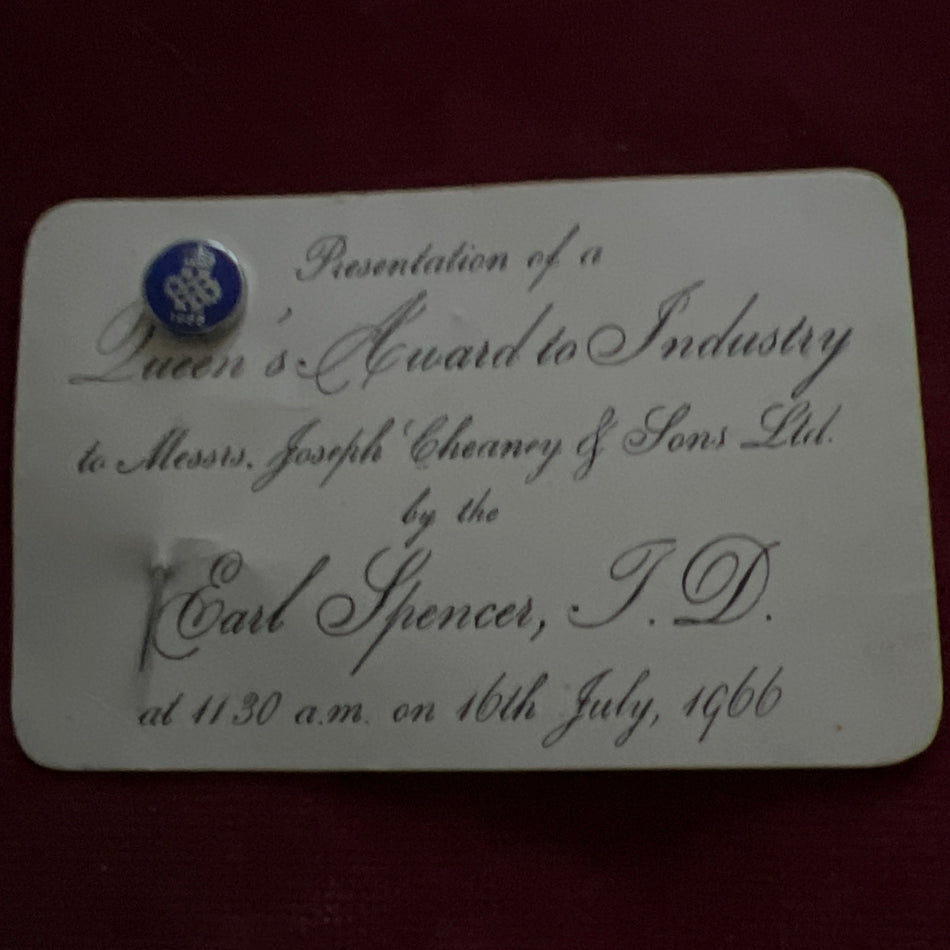 1966
Presentation of a
Queen's Award to Industry
to Messrs. Joseph Cheaney & Sons Ltd.
by the
Earl Spencer, T. D.
at 11 30 a.m. on 16th July, 1966